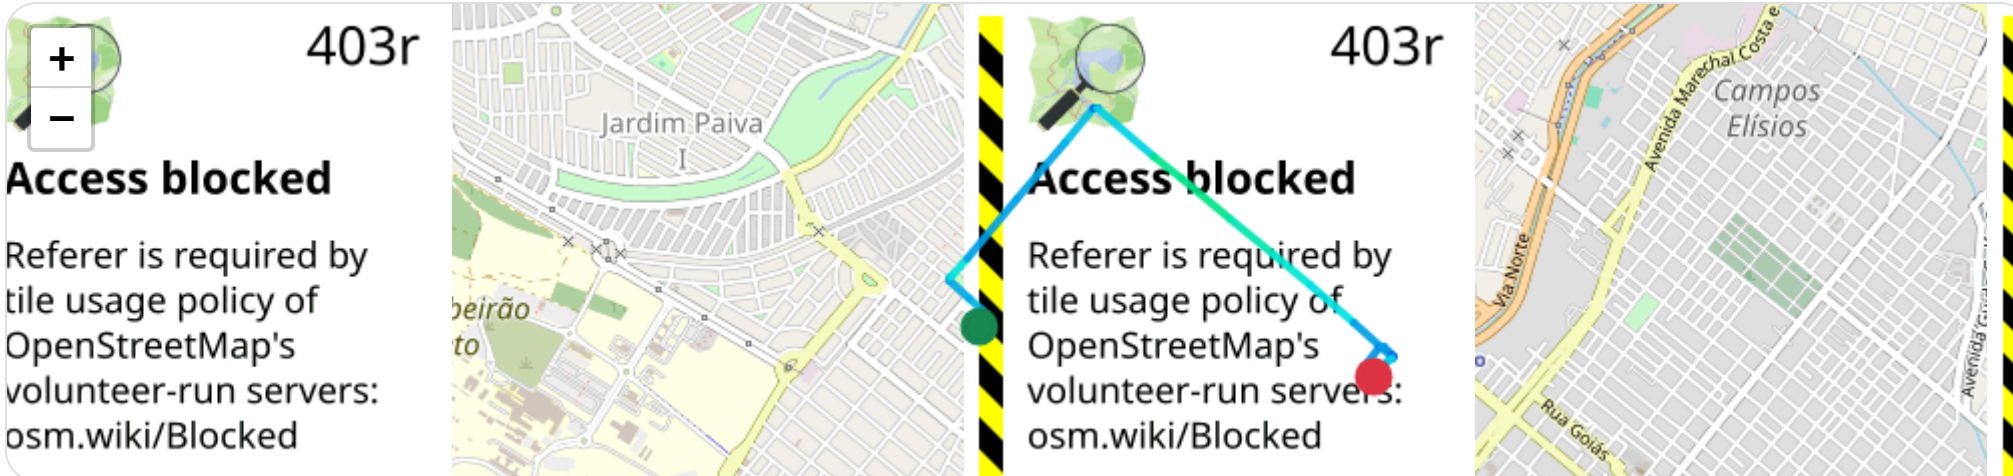 +
−
403r
Access blocked
Referer is required by
tile usage policy of
OpenStreetMap's
volunteer-run servers:
osm.wiki/Blocked
Jardim Paiva
beirão
eto
403r
Access blocked
Referer is required by
tile usage policy of
OpenStreetMap's
volunteer-run servers:
osm.wiki/Blocked
Avenida Marechal Costa e
Campos
Elísios
Via Norte
Rua Goiás
Avenida